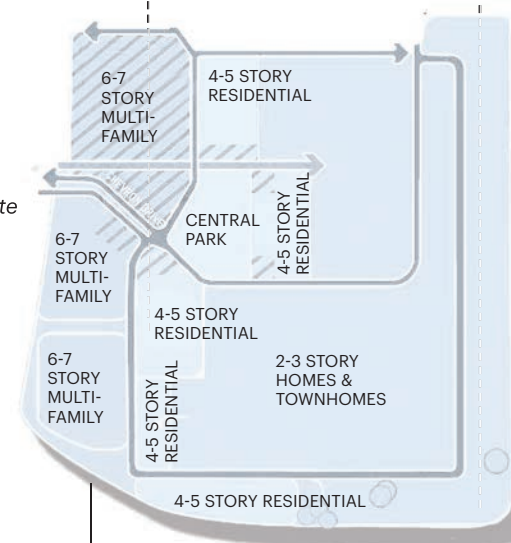 6-7
STORY
MULTI-
FAMILY
4-5 STORY
RESIDENTIAL
te
CENTRAL
PARK
4-5 STORY
RESIDENTIAL
6-7
STORY
MULTI-
FAMILY
4-5 STORY
RESIDENTIAL
6-7
STORY
MULTI-
FAMILY
4-5 STORY
RESIDENTIAL
2-3 STORY
HOMES &
TOWNHOMES
4-5 STORY RESIDENTIAL